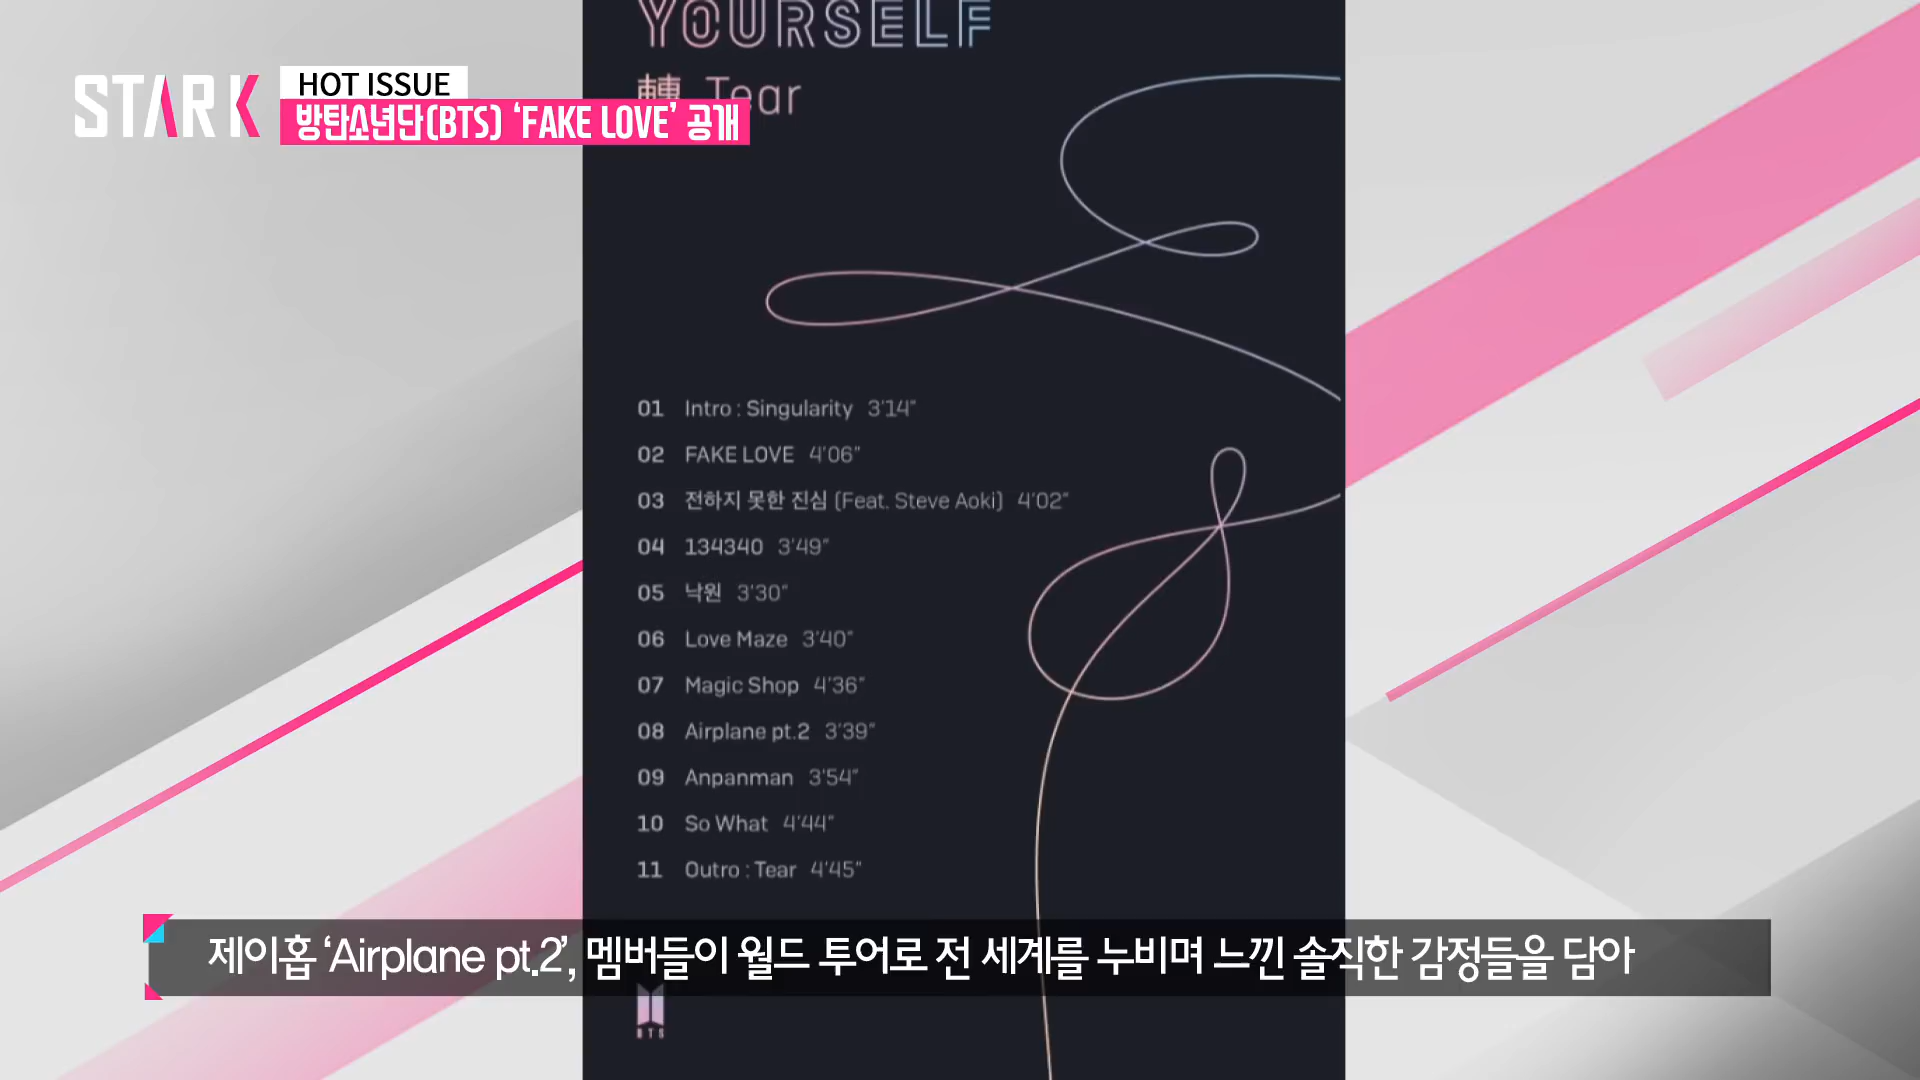 YOURSELF
轉 Tear
STAR K
HOT ISSUE
방탄소년단(BTS) ‘FAKE LOVE’ 공개
01 Intro : Singularity 3'14"
02 FAKE LOVE 4'06"
03 전하지 못한 진심 (Feat. Steve Aoki) 4'02"
04 134340 3'49"
05 낙원 3'30"
06 Love Maze 3'40"
07 Magic Shop 4'36"
08 Airplane pt.2 3'39"
09 Anpanman 3'54"
10 So What 4'44"
11 Outro : Tear 4'45"
제이홉 ‘Airplane pt.2’, 멤버들이 월드 투어로 전 세계를 누비며 느낀 솔직한 감정들을 담아
BTS